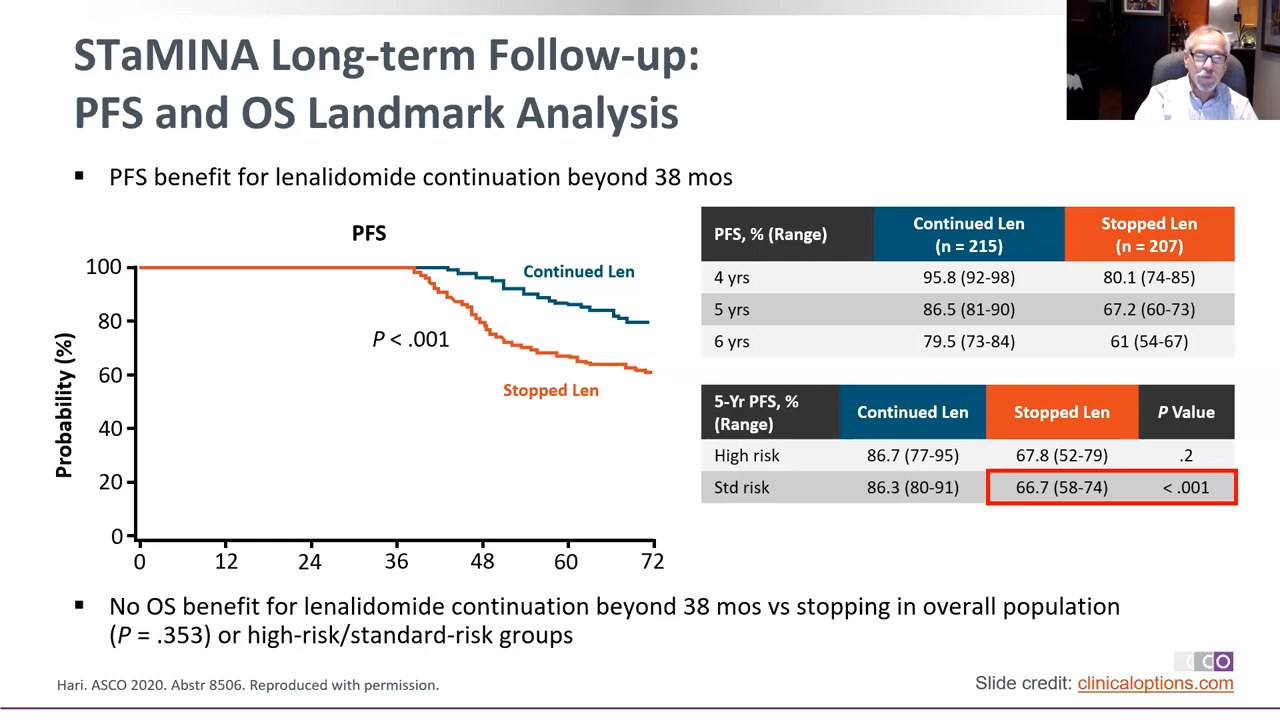 STaMINA Long-term Follow-up:
PFS and OS Landmark Analysis
▪ PFS benefit for lenalidomide continuation beyond 38 mos
PFS
Probability (%)
100
80
60
40
20
0
0 12 24 36 48 60 72
Continued Len
P < .001
Stopped Len
PFS, % (Range) Continued Len (n = 215) Stopped Len (n = 207)
4 yrs 95.8 (92-98) 80.1 (74-85)
5 yrs 86.5 (81-90) 67.2 (60-73)
6 yrs 79.5 (73-84) 61 (54-67)
5-Yr PFS, % (Range) Continued Len Stopped Len P Value
High risk 86.7 (77-95) 67.8 (52-79) .2
Std risk 86.3 (80-91) 66.7 (58-74) < .001
▪ No OS benefit for lenalidomide continuation beyond 38 mos vs stopping in overall population
(P = .353) or high-risk/standard-risk groups
CCO
Hari. ASCO 2020. Abstr 8506. Reproduced with permission.
Slide credit: clinicaloptions.com